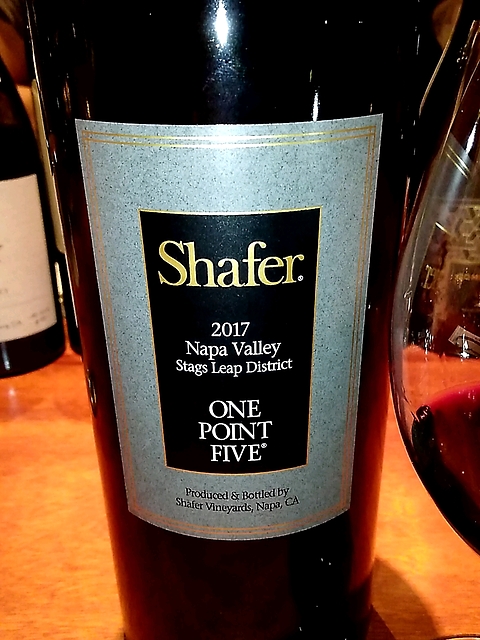 Shafer®
2017
Napa Valley
Stags Leap District
ONE
POINT
FIVE®
Produced & Bottled by
Shafer Vineyards, Napa, CA